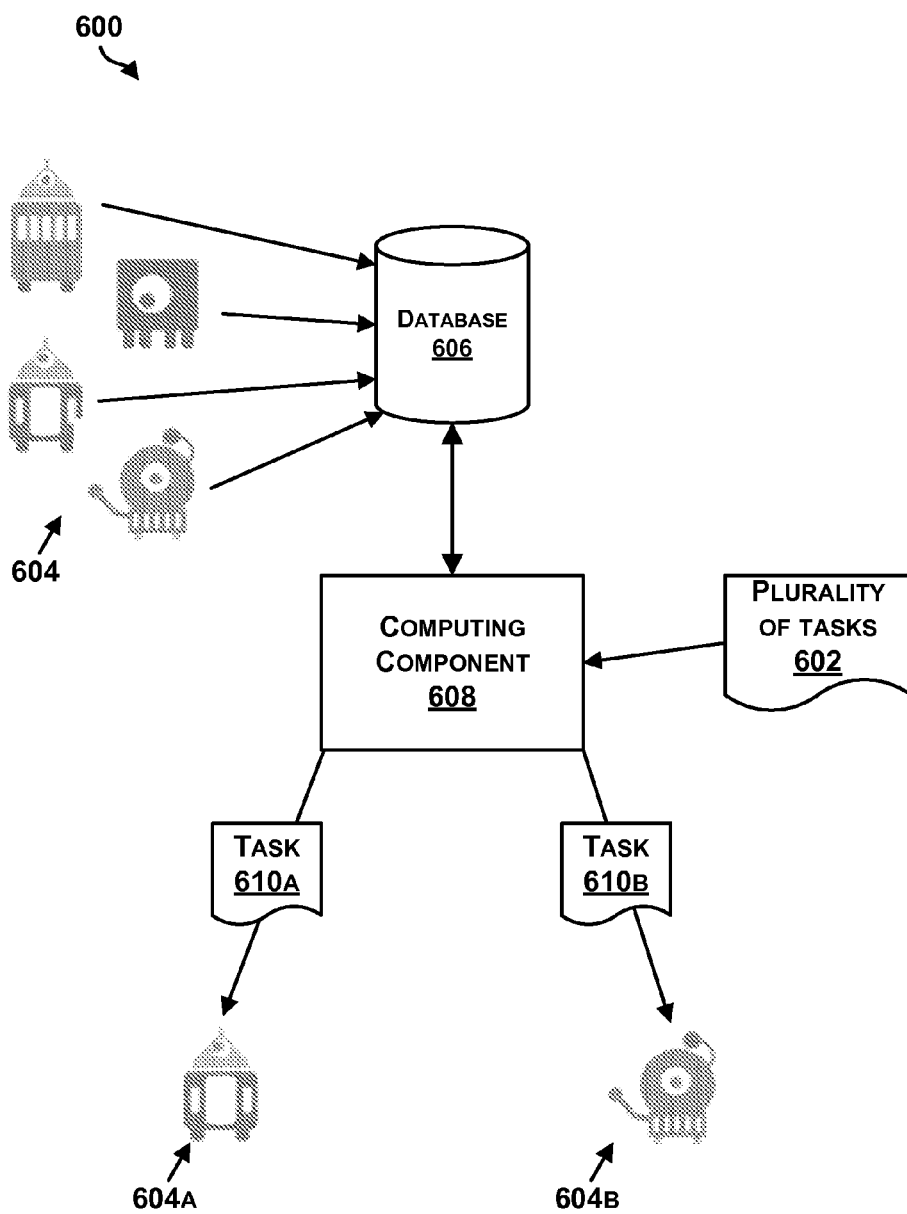 600
DATABASE
606
604
COMPUTING
COMPONENT
608
PLURALITY
OF TASKS
602
TASK
610A
TASK
610B
604A
604B